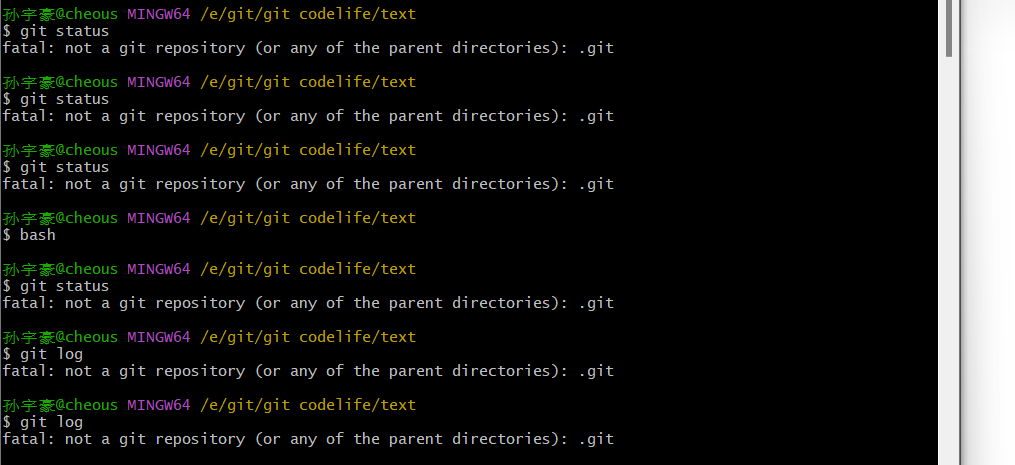 孙宇豪@cheous MINGW64 /e/git/git codelife/text
$ git status
fatal: not a git repository (or any of the parent directories): .git
孙宇豪@cheous MINGW64 /e/git/git codelife/text
$ git status
fatal: not a git repository (or any of the parent directories): .git
孙宇豪@cheous MINGW64 /e/git/git codelife/text
$ git status
fatal: not a git repository (or any of the parent directories): .git
孙宇豪@cheous MINGW64 /e/git/git codelife/text
$ bash
孙宇豪@cheous MINGW64 /e/git/git codelife/text
$ git status
fatal: not a git repository (or any of the parent directories): .git
孙宇豪@cheous MINGW64 /e/git/git codelife/text
$ git log
fatal: not a git repository (or any of the parent directories): .git
孙宇豪@cheous MINGW64 /e/git/git codelife/text
$ git log
fatal: not a git repository (or any of the parent directories): .git